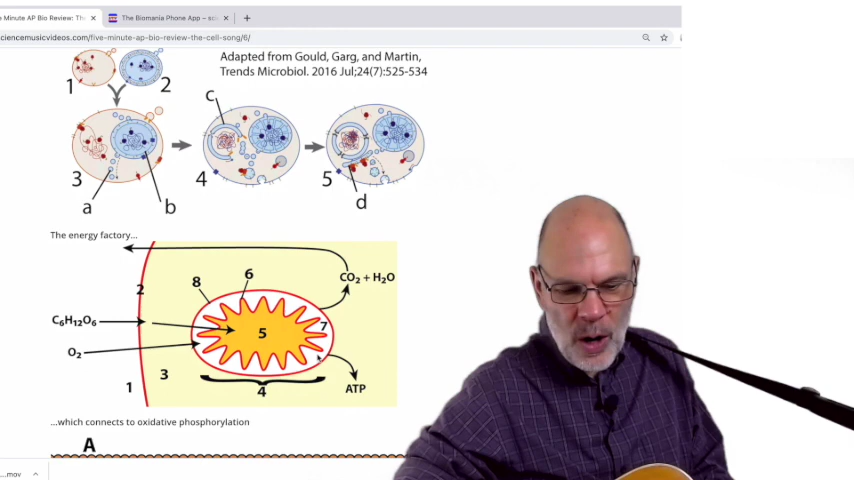 Minute AP Bio Review: The
The Biomania Phone App – sc
sciencemusicvideos.com/five-minute-ap-bio-review-the-cell-song/6/
Adapted from Gould, Garg, and Martin,
Trends Microbiol. 2016 Jul;24(7):525-534
1
2
c
3
4
5
a
b
d
The energy factory...
2
8
6
CO2 + H2O
C6H12O6
5
7
O2
3
1
4
ATP
...which connects to oxidative phosphorylation
A
....mov